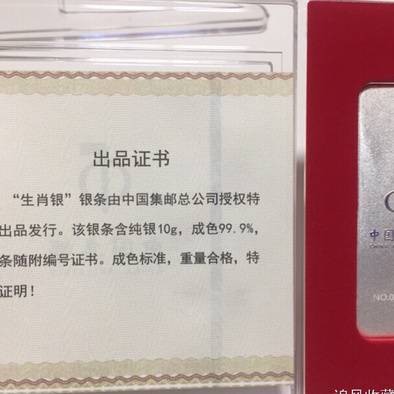 出品证书
“生肖银”银条由中国集邮总公司授权特
出品发行。该银条含纯银10g，成色99.9%，
条随附编号证书。成色标准，重量合格，特
证明！
中国
NO.0